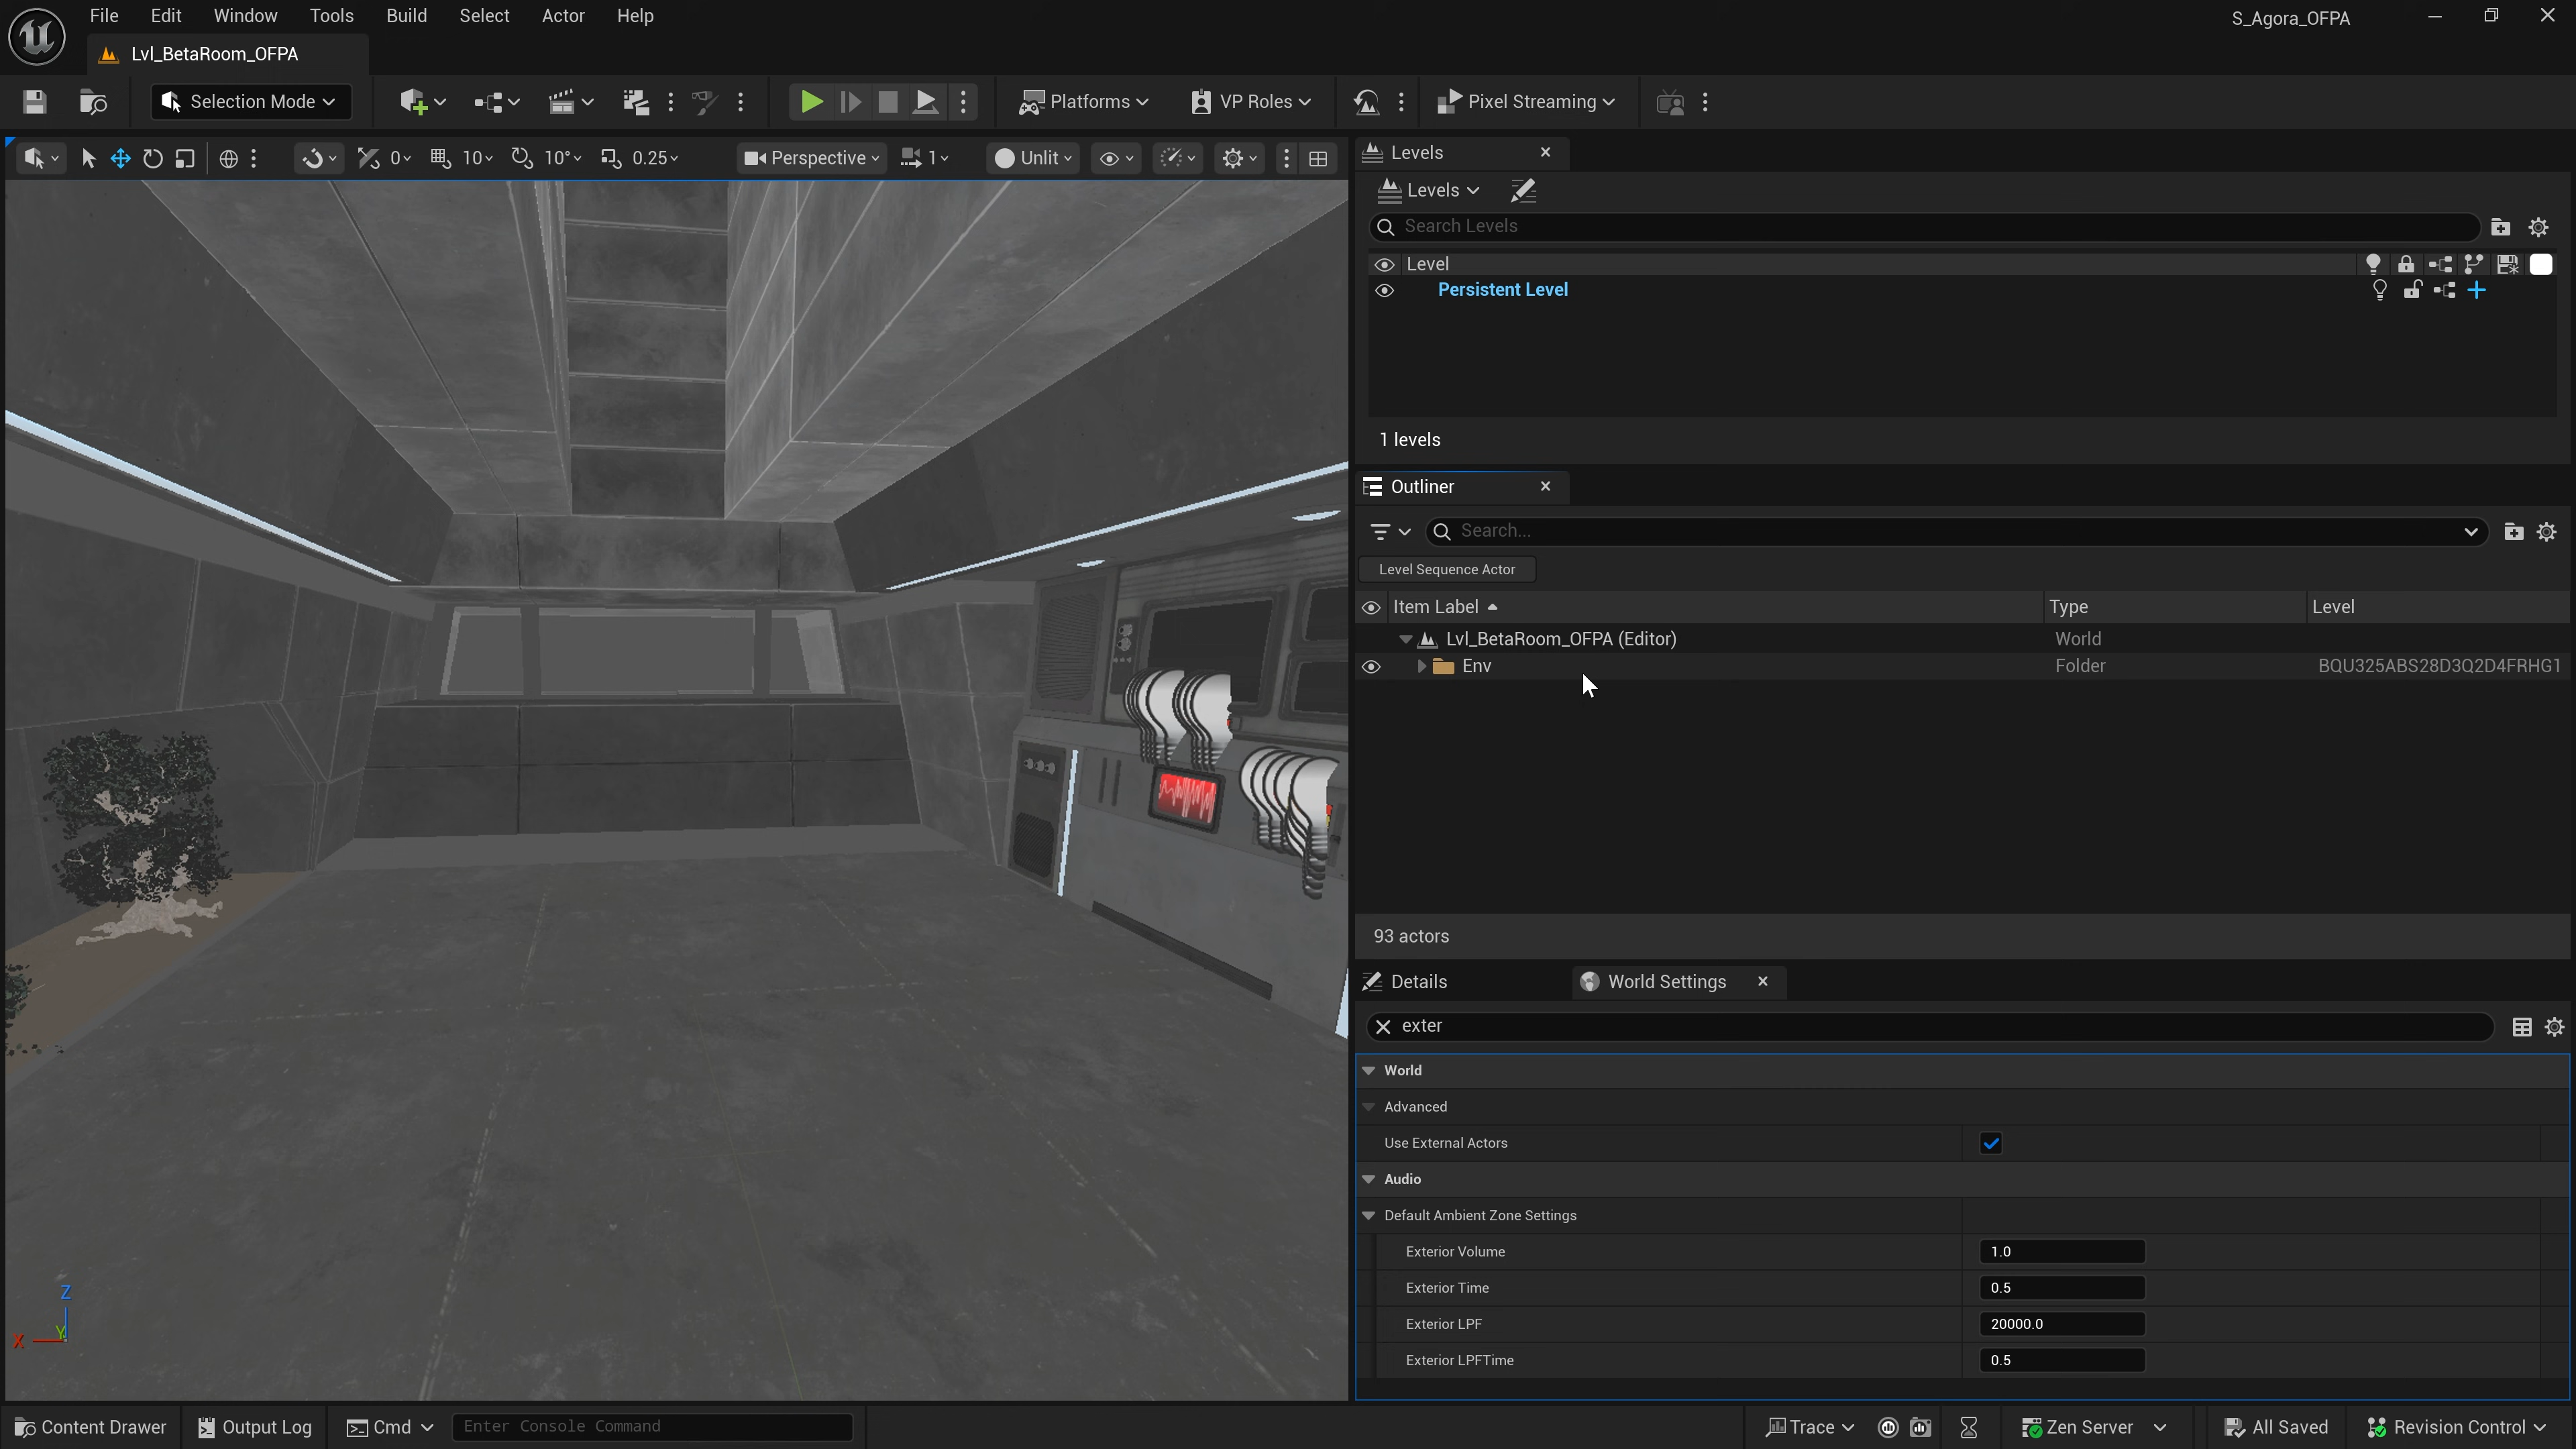 File Edit Window Tools Build Select Actor Help
S_Agora_OFPA
Lvl_BetaRoom_OFPA
Selection Mode
Platforms
VP Roles
Pixel Streaming
0 10 10° 0.25 Perspective 1 Unlit
Levels
Levels
Search Levels
Level
Persistent Level
1 levels
Outliner
Search...
Level Sequence Actor
Item Label Type Level
Lvl_BetaRoom_OFPA (Editor) World
Env Folder BQU325ABS28D3Q2D4FRHG1
93 actors
Details World Settings
exter
World
Advanced
Use External Actors
Audio
Default Ambient Zone Settings
Exterior Volume 1.0
Exterior Time 0.5
Exterior LPF 20000.0
Exterior LPFTime 0.5
Z
X Y
Content Drawer Output Log Cmd Enter Console Command Trace Zen Server All Saved Revision Control